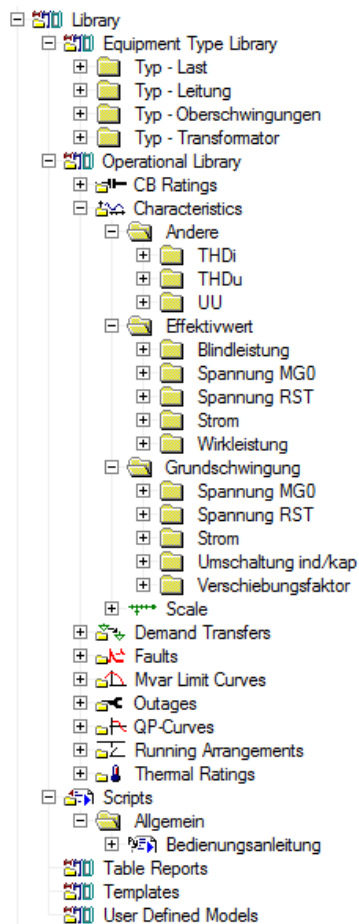 Library
Equipment Type Library
Typ - Last
Typ - Leitung
Typ - Oberschwingungen
Typ - Transformator
Operational Library
CB Ratings
Characteristics
Andere
THDi
THDu
UU
Effektivwert
Blindleistung
Spannung MG0
Spannung RST
Strom
Wirkleistung
Grundschwingung
Spannung MG0
Spannung RST
Strom
Umschaltung ind/kap
Verschiebungsfaktor
Scale
Demand Transfers
Faults
Mvar Limit Curves
Outages
QP-Curves
Running Arrangements
Thermal Ratings
Scripts
Allgemein
Bedienungsanleitung
Table Reports
Templates
User Defined Models